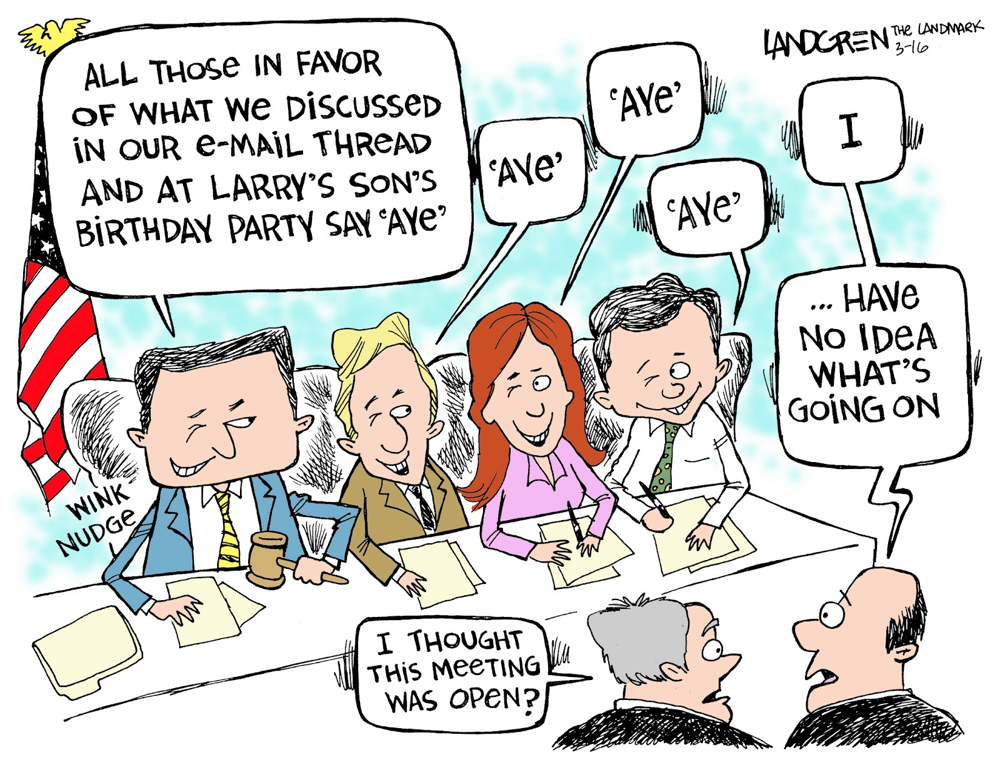 LANDGREN THE LANDMARK
3-16
ALL THOSE IN FAVOR
OF WHAT WE DISCUSSED
IN OUR E-MAIL THREAD
AND AT LARRY'S SON'S
BIRTHDAY PARTY SAY 'AYE'
'AYE'
'AYE'
'AYE'
I
... HAVE
NO IDEA
WHAT'S
GOING ON
WINK
NUDGE
I THOUGHT
THIS MEETING
WAS OPEN?